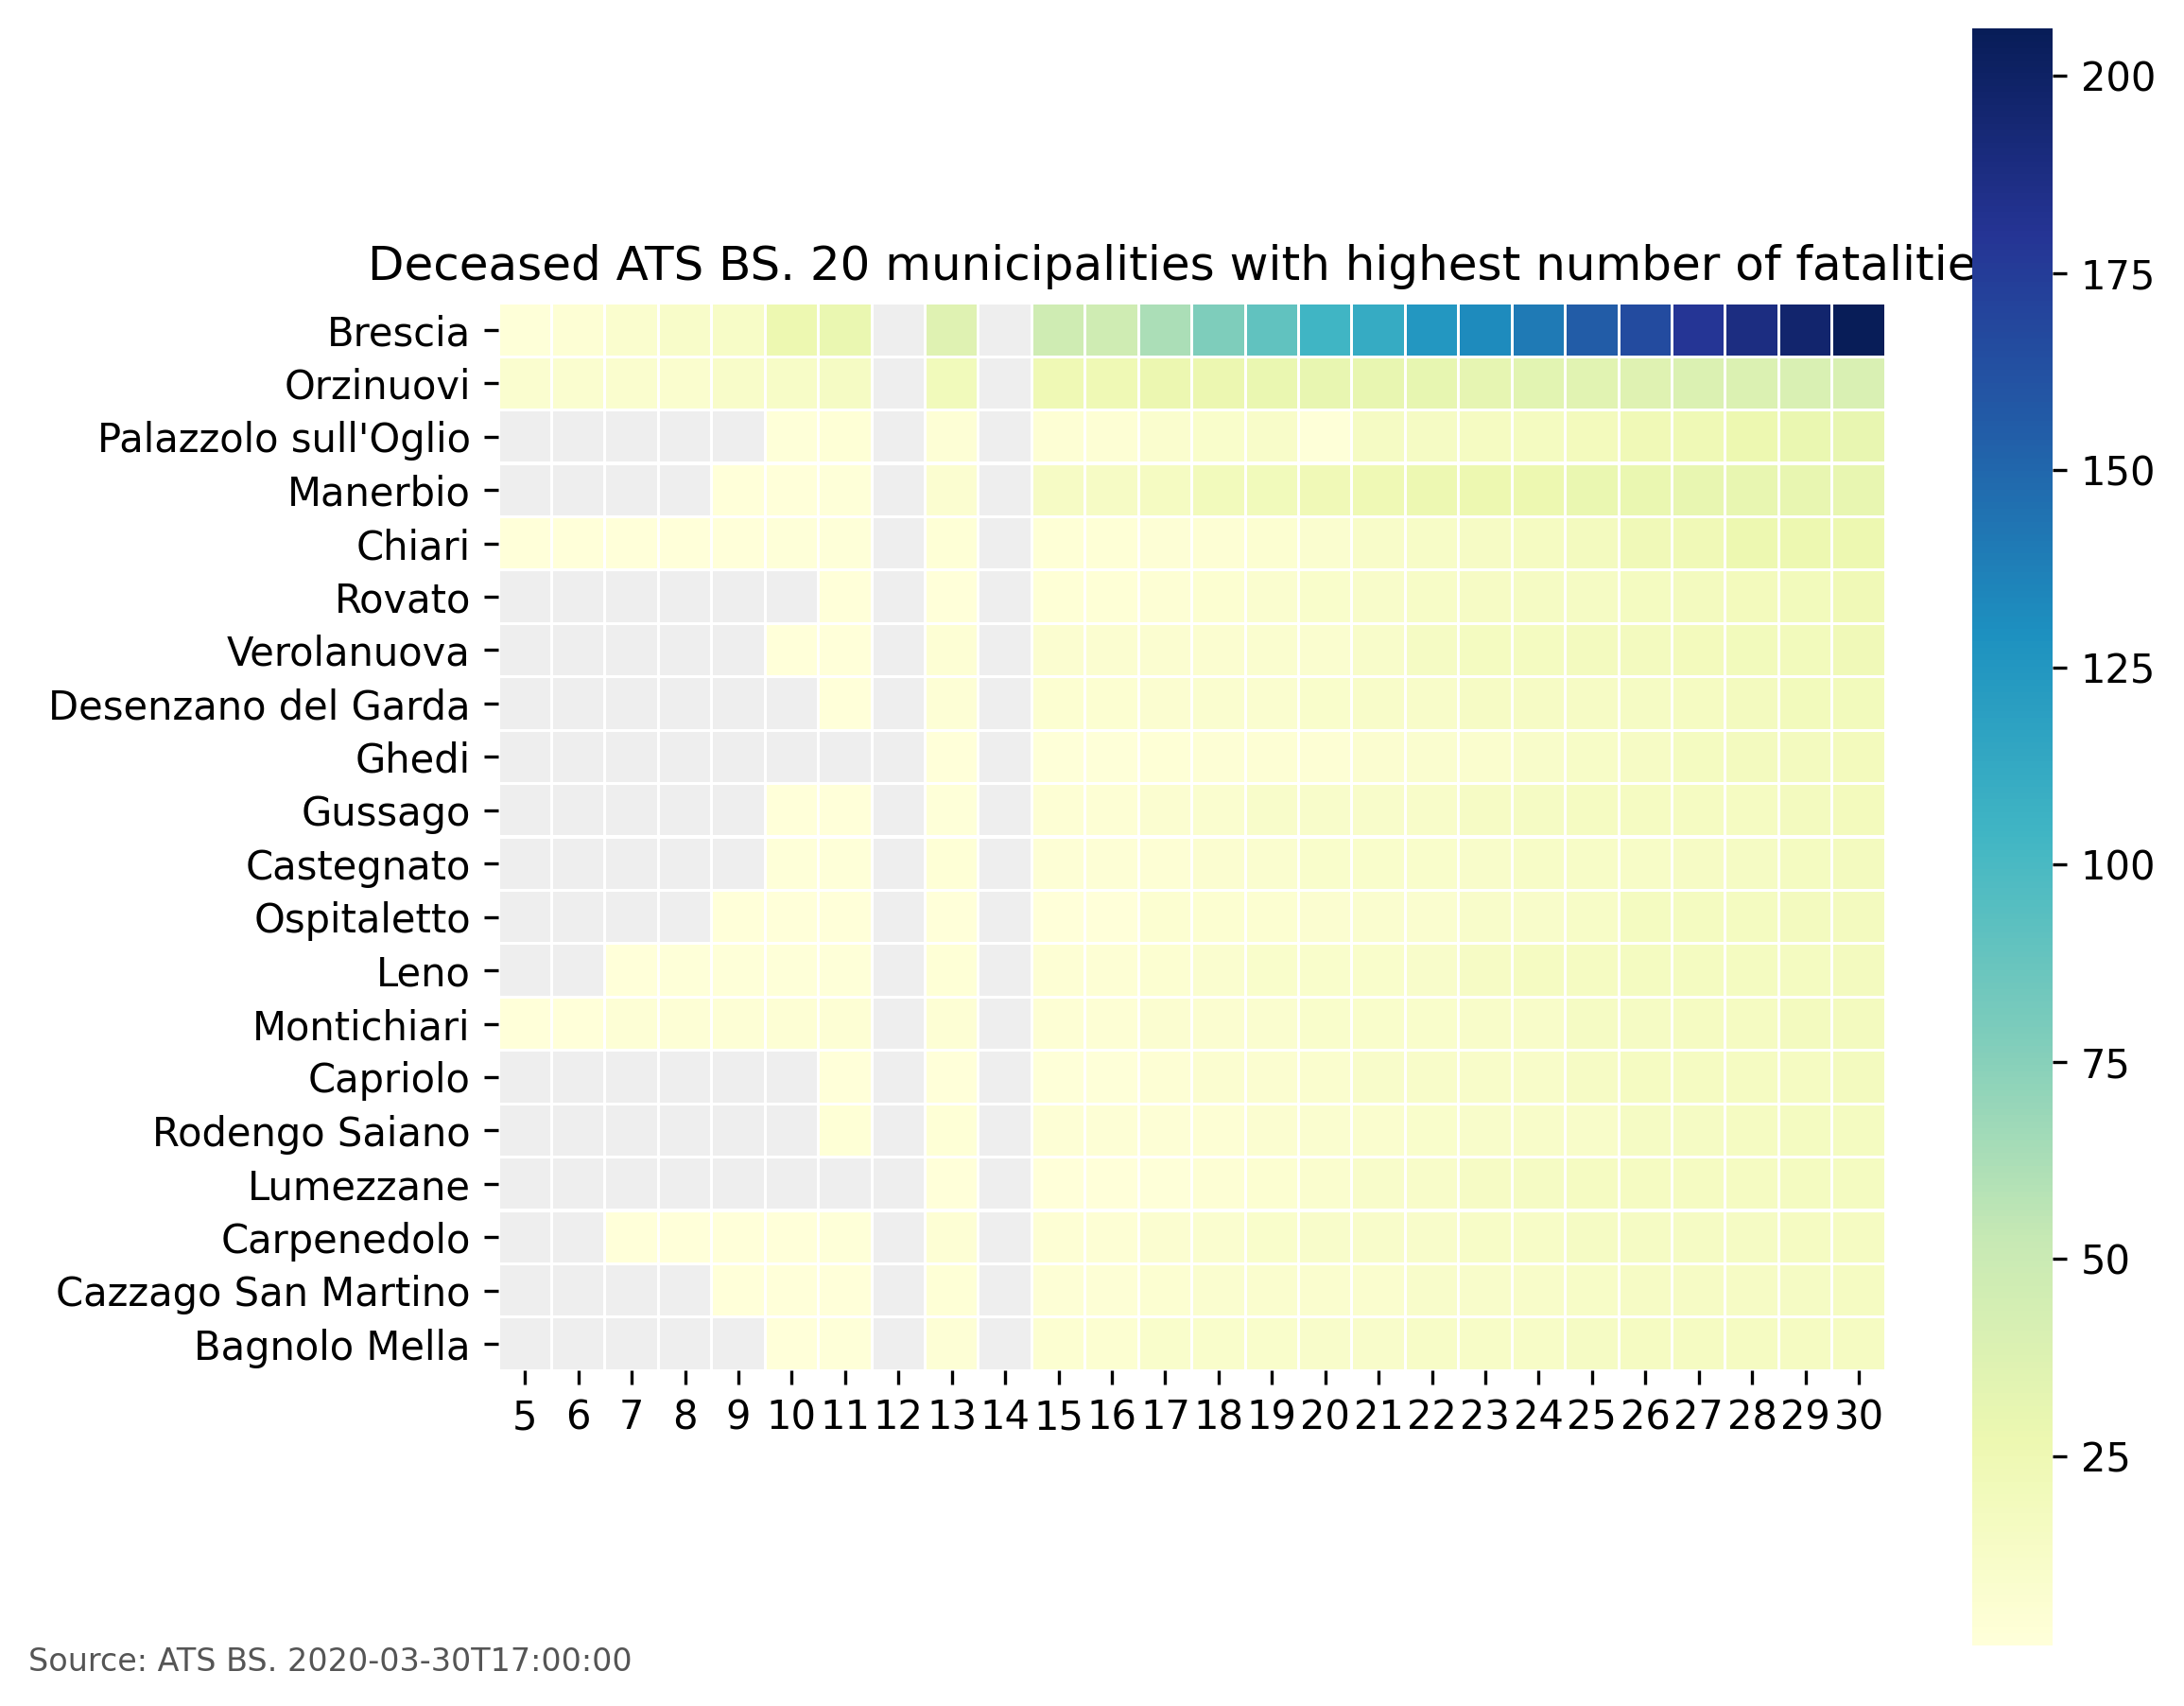 Deceased ATS BS. 20 municipalities with highest number of fatalitie
Brescia
Orzinuovi
Palazzolo sull'Oglio
Manerbio
Chiari
Rovato
Verolanuova
Desenzano del Garda
Ghedi
Gussago
Castegnato
Ospitaletto
Leno
Montichiari
Capriolo
Rodengo Saiano
Lumezzane
Carpenedolo
Cazzago San Martino
Bagnolo Mella
5 6 7 8 9 10 11 12 13 14 15 16 17 18 19 20 21 22 23 24 25 26 27 28 29 30
200
175
150
125
100
75
50
25
Source: ATS BS. 2020-03-30T17:00:00